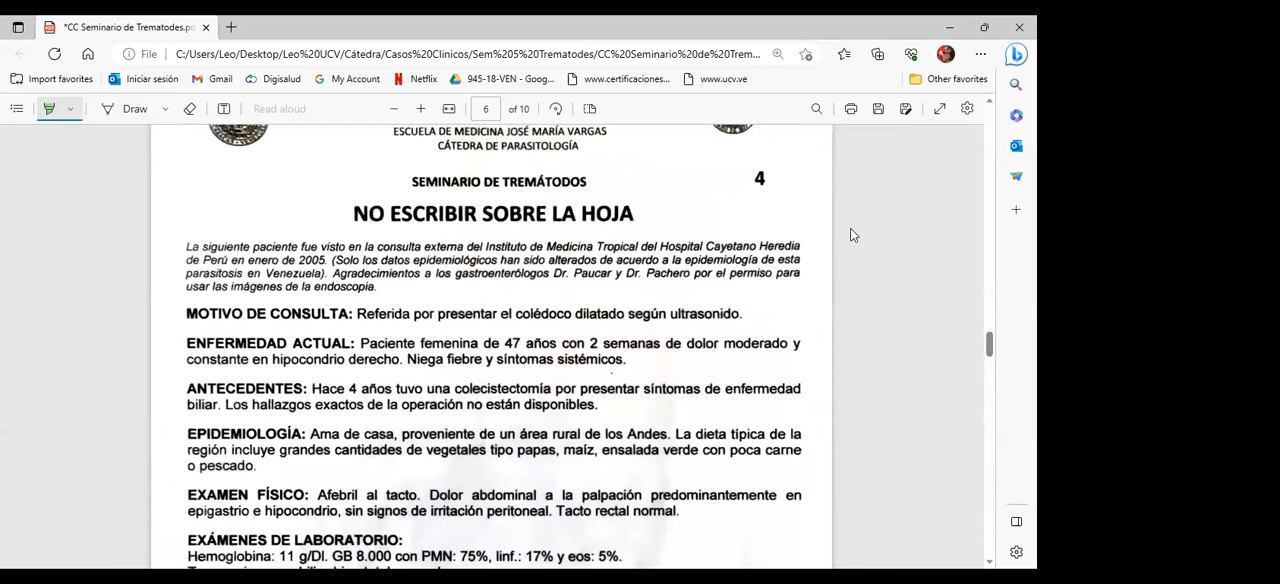 *CC Seminario de Trematodes.pd
File
C:/Users/Leo/Desktop/Leo%20UCV/Cátedra/Casos%20Clinicos/Sem%205%20Trematodes/CC%20Seminario%20de%20Trem...
Import favorites
Iniciar sesión
Gmail
Digisalud
My Account
Netflix
945-18-VEN - Goog...
www.certificaciones...
www.ucv.ve
Other favorites
Draw
Read aloud
6 of 10
ESCUELA DE MEDICINA JOSÉ MARÍA VARGAS
CÁTEDRA DE PARASITOLOGÍA
SEMINARIO DE TREMÁTODOS
4
NO ESCRIBIR SOBRE LA HOJA
La siguiente paciente fue visto en la consulta externa del Instituto de Medicina Tropical del Hospital Cayetano Heredia
de Perú en enero de 2005. (Solo los datos epidemiológicos han sido alterados de acuerdo a la epidemiología de esta
parasitosis en Venezuela). Agradecimientos a los gastroenterólogos Dr. Paucar y Dr. Pachero por el permiso para
usar las imágenes de la endoscopia.
MOTIVO DE CONSULTA: Referida por presentar el colédoco dilatado según ultrasonido.
ENFERMEDAD ACTUAL: Paciente femenina de 47 años con 2 semanas de dolor moderado y
constante en hipocondrio derecho. Niega fiebre y síntomas sistémicos.
ANTECEDENTES: Hace 4 años tuvo una colecistectomía por presentar síntomas de enfermedad
biliar. Los hallazgos exactos de la operación no están disponibles.
EPIDEMIOLOGÍA: Ama de casa, proveniente de un área rural de los Andes. La dieta típica de la
región incluye grandes cantidades de vegetales tipo papas, maíz, ensalada verde con poca carne
o pescado.
EXAMEN FÍSICO: Afebril al tacto. Dolor abdominal a la palpación predominantemente en
epigastrio e hipocondrio, sin signos de irritación peritoneal. Tacto rectal normal.
EXÁMENES DE LABORATORIO:
Hemoglobina: 11 g/Dl. GB 8.000 con PMN: 75%, linf.: 17% y eos: 5%.